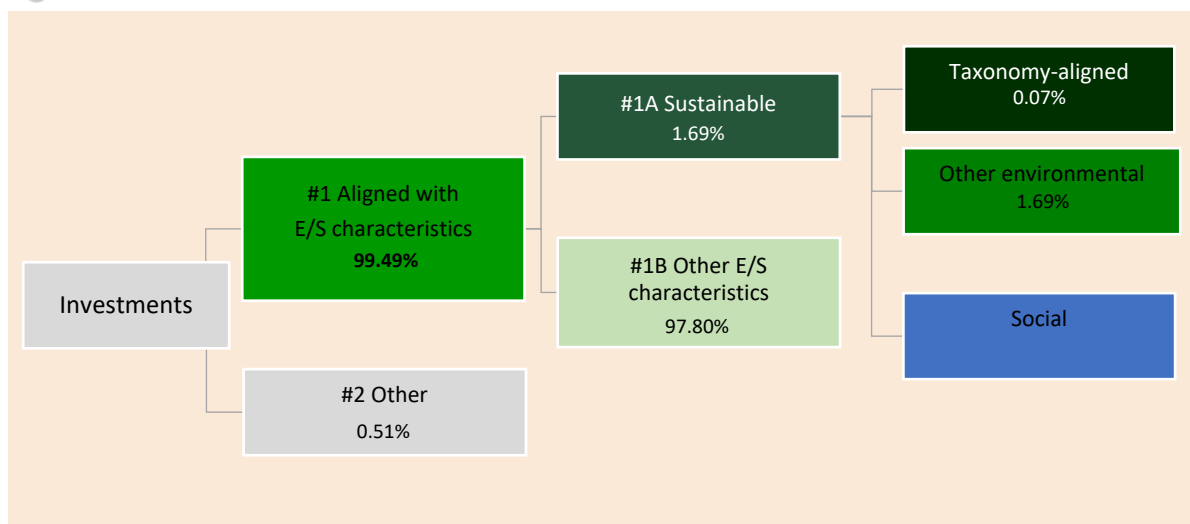 Investments
#1 Aligned with
E/S characteristics
99.49%
#2 Other
0.51%
#1A Sustainable
1.69%
#1B Other E/S
characteristics
97.80%
Taxonomy-aligned
0.07%
Other environmental
1.69%
Social